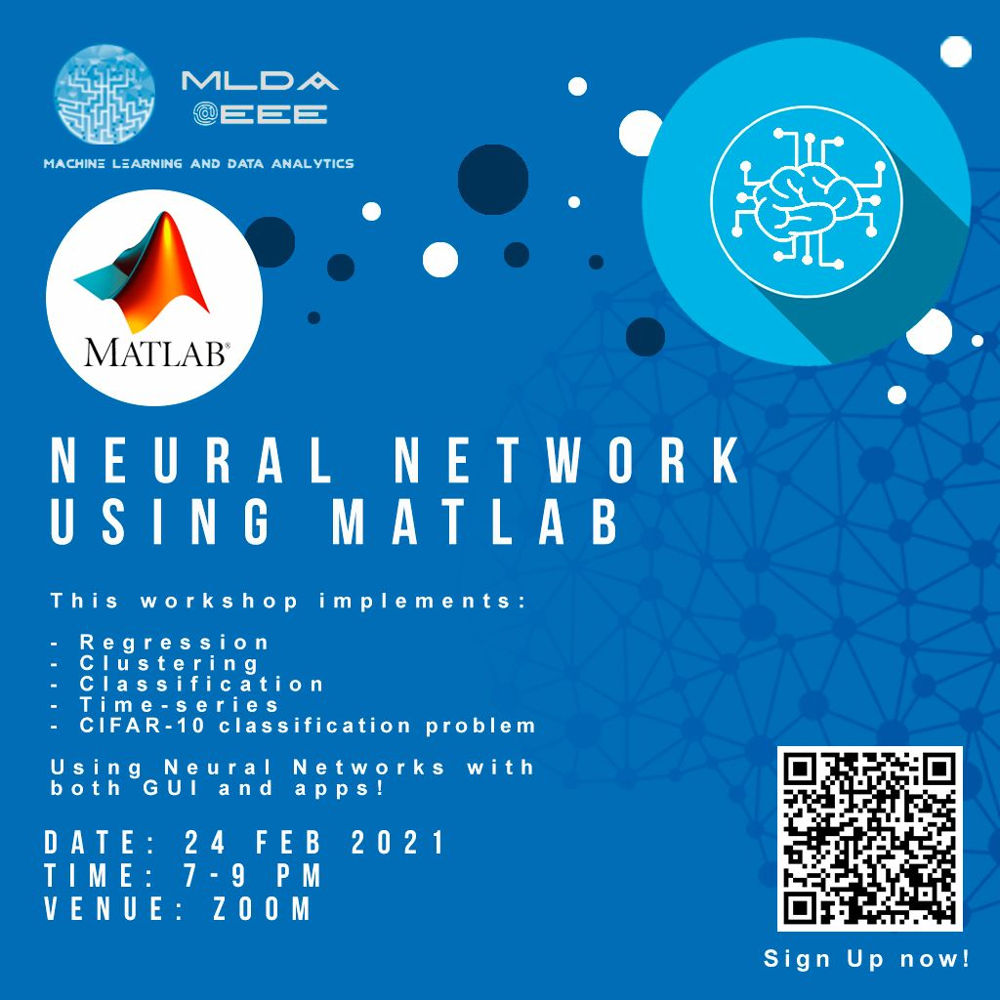 MLDA
@EEE
MACHINE LEARNING AND DATA ANALYTICS
MATLAB®
NEURAL NETWORK
USING MATLAB
This workshop implements:
- Regression
- Clustering
- Classification
- Time-series
- CIFAR-10 classification problem
Using Neural Networks with
both GUI and apps!
DATE: 24 FEB 2021
TIME: 7-9 PM
VENUE: ZOOM
Sign Up now!